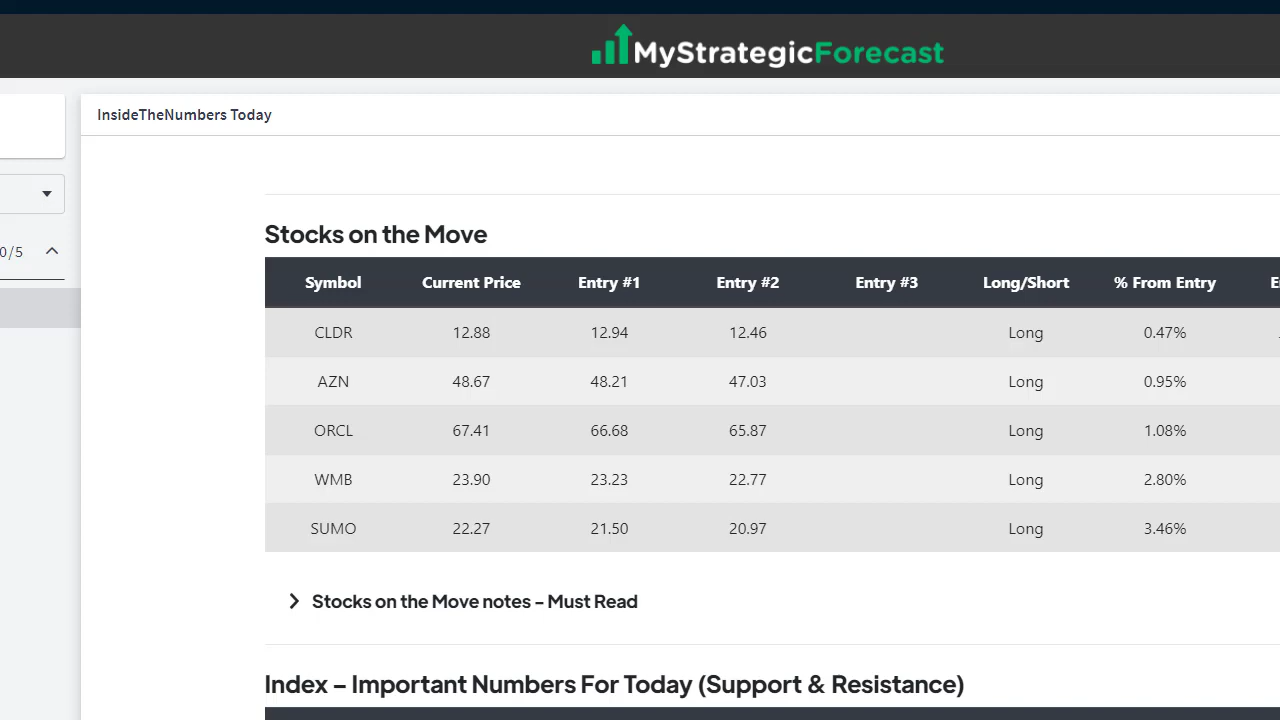 MyStrategicForecast
InsideTheNumbers Today
0/5
Stocks on the Move
Symbol Current Price Entry #1 Entry #2 Entry #3 Long/Short % From Entry
CLDR 12.88 12.94 12.46 Long 0.47%
AZN 48.67 48.21 47.03 Long 0.95%
ORCL 67.41 66.68 65.87 Long 1.08%
WMB 23.90 23.23 22.77 Long 2.80%
SUMO 22.27 21.50 20.97 Long 3.46%
Stocks on the Move notes – Must Read
Index – Important Numbers For Today (Support & Resistance)